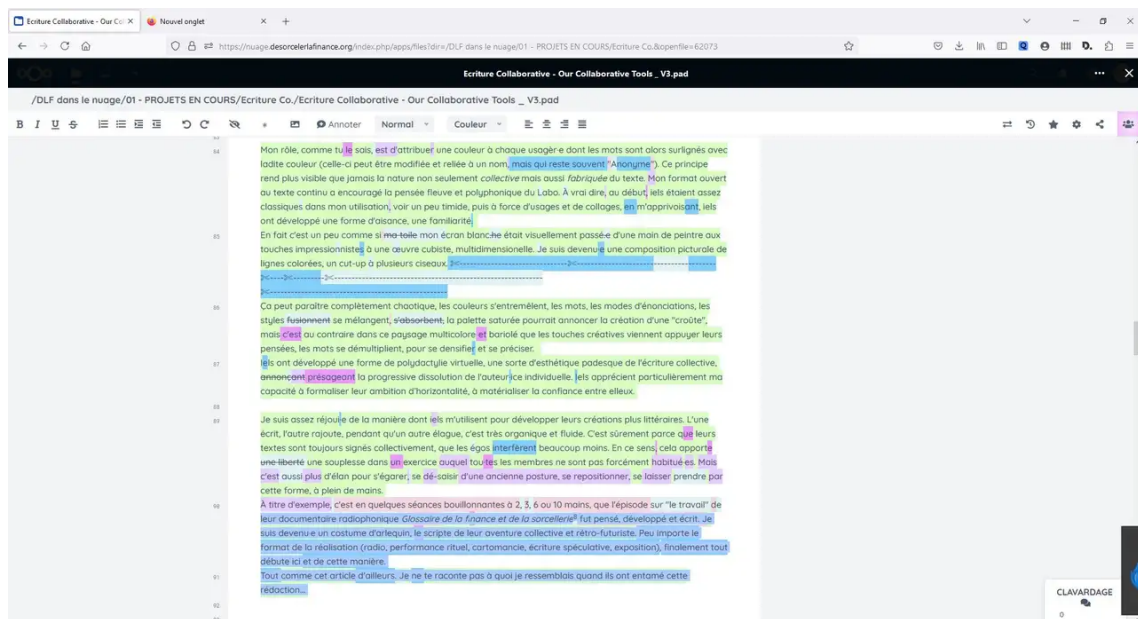 Ecriture Collaborative - Our Col
Nouvel onglet
https://nuage.desorcelerlafinance.org/index.php/apps/files?dir=/DLF dans le nuage/01 - PROJETS EN COURS/Ecriture Co.&openfile=62073
Ecriture Collaborative - Our Collaborative Tools _ V3.pad
/DLF dans le nuage/01 - PROJETS EN COURS/Ecriture Co./Ecriture Collaborative - Our Collaborative Tools _ V3.pad
B I U S Annoter Normal Couleur
84 Mon rôle, comme tu le sais, est d'attribuer une couleur à chaque usagèr·e dont les mots sont alors surlignés avec
ladite couleur (celle-ci peut être modifiée et reliée à un nom, mais qui reste souvent "Anonyme"). Ce principe
rend plus visible que jamais la nature non seulement collective mais aussi fabriquée du texte. Mon format ouvert
au texte continu a encouragé la pensée fleuve et polyphonique du Labo. À vrai dire, au début, iels étaient assez
classiques dans mon utilisation, voir un peu timide, puis à force d'usages et de collages, en m'apprivoisant, iels
ont développé une forme d'aisance, une familiarité.
85 En fait c'est un peu comme si ma toile mon écran blanc.he était visuellement passé.e d'une main de peintre aux
touches impressionnistes à une œuvre cubiste, multidimensionelle. Je suis devenu·e une composition picturale de
lignes colorées, un cut-up à plusieurs ciseaux.
86 Ca peut paraître complètement chaotique, les couleurs s'entremêlent, les mots, les modes d'énonciations, les
styles fusionnent se mélangent, s'absorbent, la palette saturée pourrait annoncer la création d'une "coûte",
mais c'est au contraire dans ce paysage multicolore et bariolé que les touches créatives viennent appuyer leurs
pensées, les mots se démultiplient, pour se densifier et se préciser.
87 Iels ont développé une forme de polydactylie virtuelle, une sorte d'esthétique padesque de l'écriture collective,
annonçant présageant la progressive dissolution de l'auteur·ice individuelle. Iels apprécient particulièrement ma
capacité à formaliser leur ambition d'horizontalité, à matérialiser la confiance entre elleux.
88
89 Je suis assez réjoui·e de la manière dont iels m'utilisent pour développer leurs créations plus littéraires. L'une
écrit, l'autre rajoute, pendant qu'un autre élague, c'est très organique et fluide. C'est sûrement parce que leurs
textes sont toujours signés collectivement, que les égos interfèrent beaucoup moins. En ce sens, cela apporte
une liberté une souplesse dans un exercice auquel tou·tes les membres ne sont pas forcément habitué·es. Mais
c'est aussi plus d'élan pour s'égarer, se dé-saisir d'une ancienne posture, se repositionner, se laisser prendre par
cette forme, à plein de mains.
90 À titre d'exemple, c'est en quelques séances bouillonnantes à 2, 3, 6 ou 10 mains, que l'épisode sur "le travail" de
leur documentaire radiophonique Glossaire de la finance et de la sorcellerie fut pensé, développé et écrit. Je
suis devenu·e un costume d'arlequin, le scripte de leur aventure collective et rétro-futuriste. Peu importe le
format de la réalisation (radio, performance rituel, cartomancie, écriture spéculative, exposition), finalement tout
débute ici et de cette manière.
91 Tout comme cet article d'ailleurs. Je ne te raconte pas à quoi je ressemblais quand ils ont entamé cette
rédaction...
92
CLAVARDAGE
0